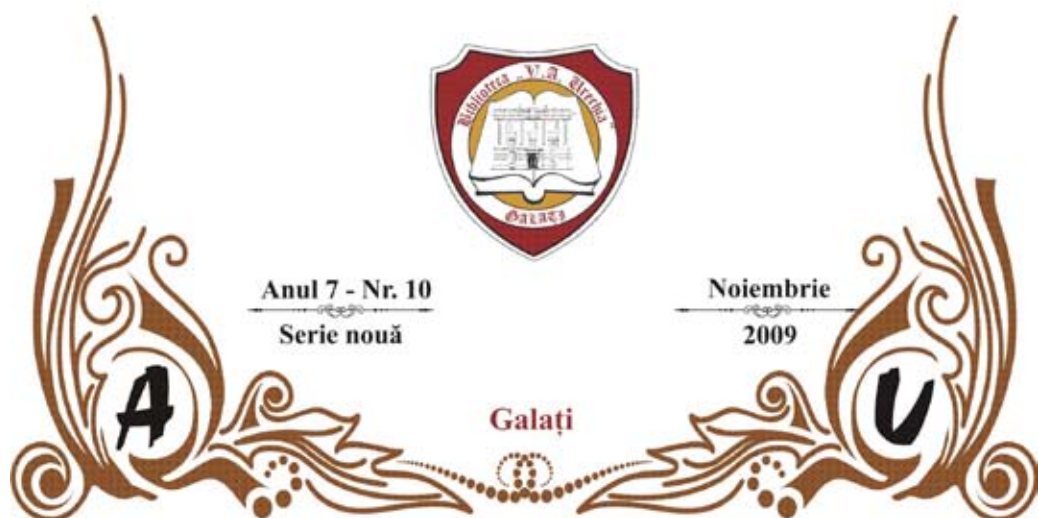 Biblioteca „V.A. Urechia”
GALAȚI
Anul 7 - Nr. 10
Serie nouă
Noiembrie
2009
A
Galați
U